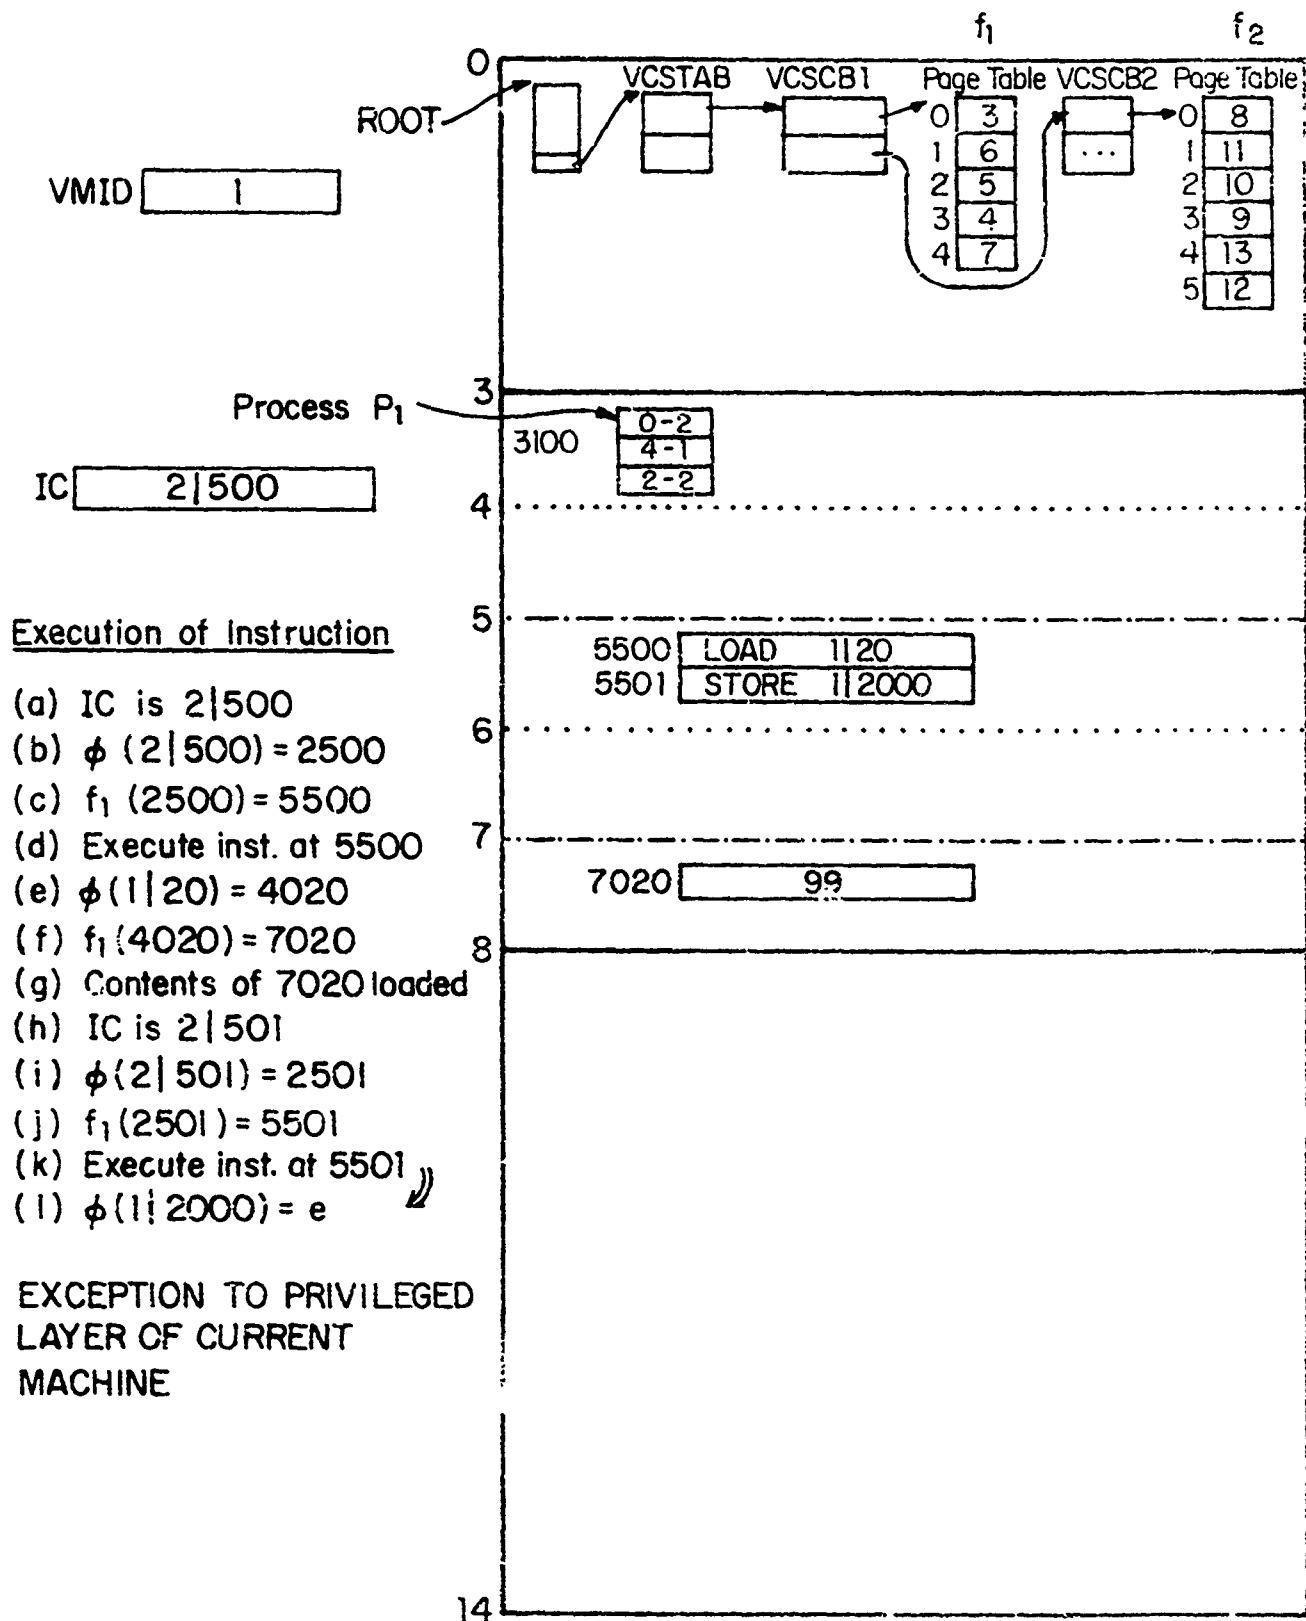 f1 f2
0
VCSTAB VCSCB1 Page Table VCSCB2 Page Table
ROOT
0 3
1 6
2 5
3 4
4 7
...
0 8
1 11
2 10
3 9
4 13
5 12
VMID 1
3
Process P1
3100
0-2
4-1
2-2
IC 2|500
4
5
Execution of Instruction
5500 LOAD 1|20
5501 STORE 1|2000
(a) IC is 2|500
(b) ϕ (2|500) = 2500
(c) f1 (2500) = 5500
(d) Execute inst. at 5500
(e) ϕ(1|20) = 4020
(f) f1(4020) = 7020
(g) Contents of 7020 loaded
(h) IC is 2|501
(i) ϕ(2|501) = 2501
(j) f1(2501) = 5501
(k) Execute inst. at 5501
(l) ϕ(1|2000) = e
6
7
7020 99
8
EXCEPTION TO PRIVILEGED
LAYER OF CURRENT
MACHINE
14